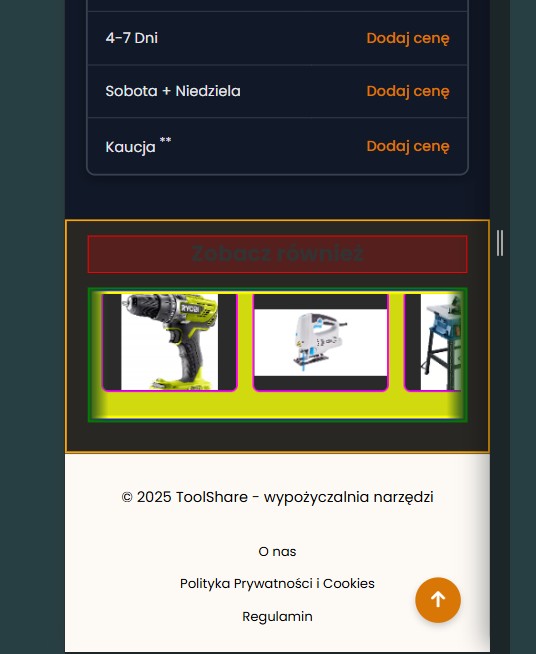 4-7 Dni
Dodaj cenę
Sobota + Niedziela
Dodaj cenę
Kaucja **
Dodaj cenę
Zobacz również
RYOBI
© 2025 ToolShare - wypożyczalnia narzędzi
O nas
Polityka Prywatności i Cookies
Regulamin